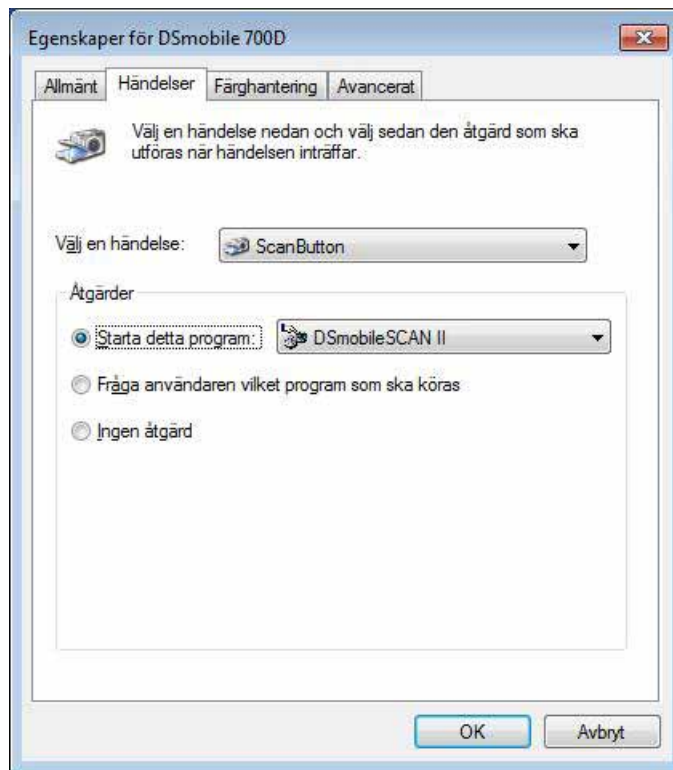 Egenskaper för DSmobile 700D
Allmänt Händelser Färghantering Avancerat
Välj en händelse nedan och välj sedan den åtgärd som ska
utföras när händelsen inträffar.
Välj en händelse: ScanButton
Åtgärder
Starta detta program: DSmobileSCAN II
Fråga användaren vilket program som ska köras
Ingen åtgärd
OK Avbryt